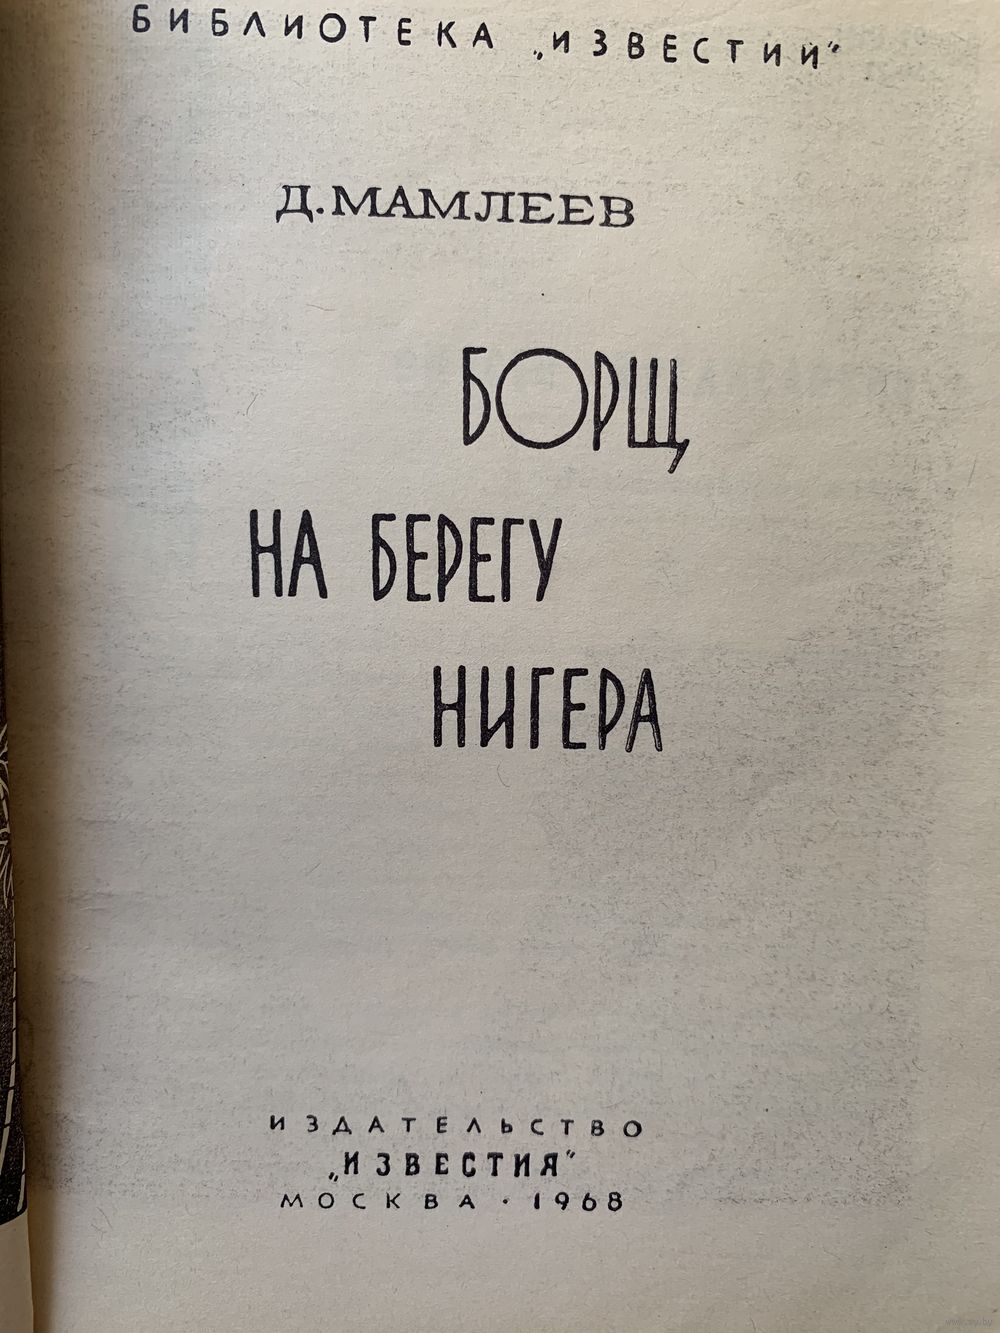 БИБЛИОТЕКА „ИЗВЕСТИЙ“
Д. МАМЛЕЕВ
БОРЩ
НА БЕРЕГУ
НИГЕРА
ИЗДАТЕЛЬСТВО
„ИЗВЕСТИЯ“
МОСКВА · 1968